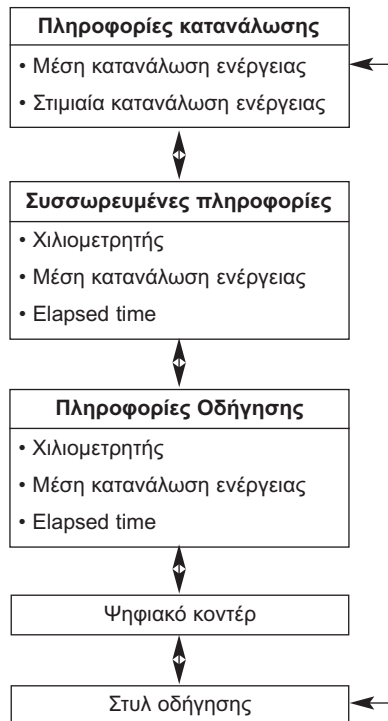 Πληροφορίες κατανάλωσης
• Μέση κατανάλωση ενέργειας
• Στιμιαία κατανάλωση ενέργειας
Συσσωρευμένες πληροφορίες
• Χιλιομετρητής
• Μέση κατανάλωση ενέργειας
• Elapsed time
Πληροφορίες Οδήγησης
• Χιλιομετρητής
• Μέση κατανάλωση ενέργειας
• Elapsed time
Ψηφιακό κοντέρ
Στυλ οδήγησης